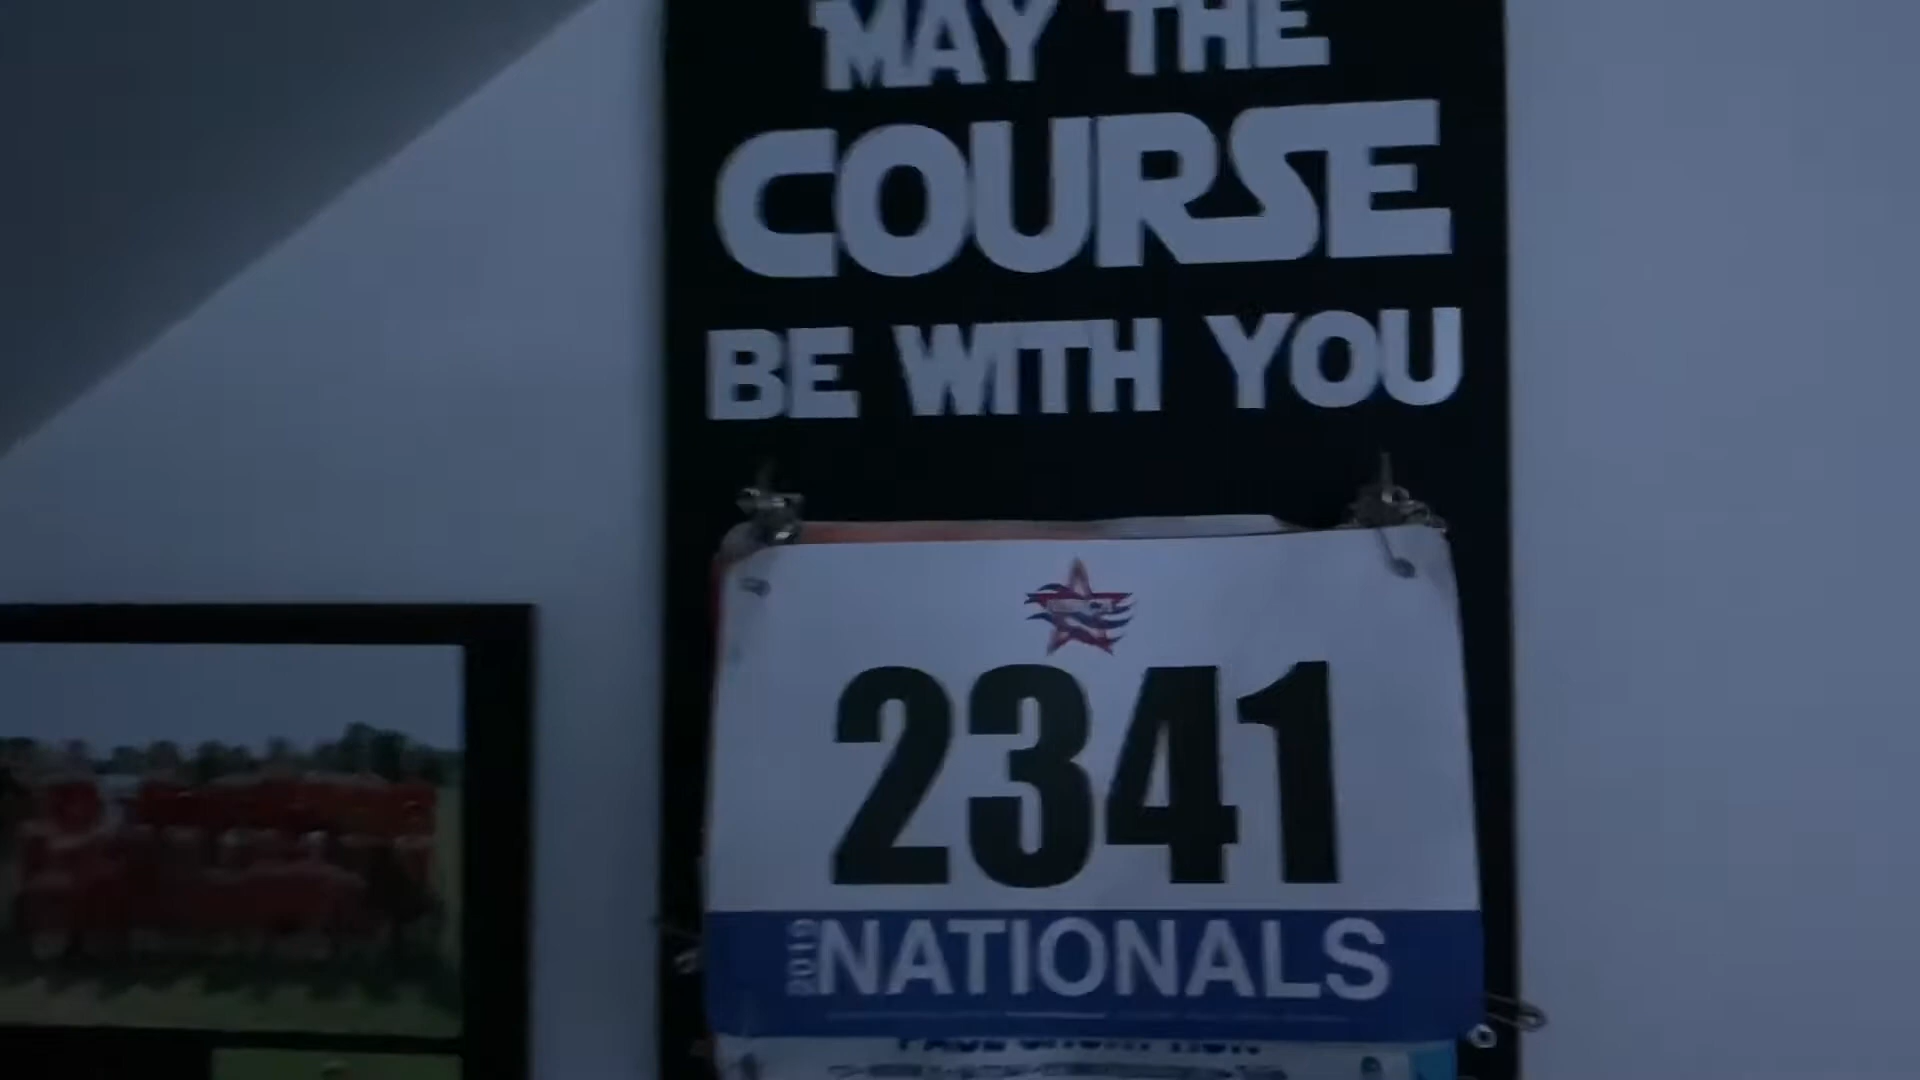 MAY THE
COURSE
BE WITH YOU
2341
2019 NATIONALS